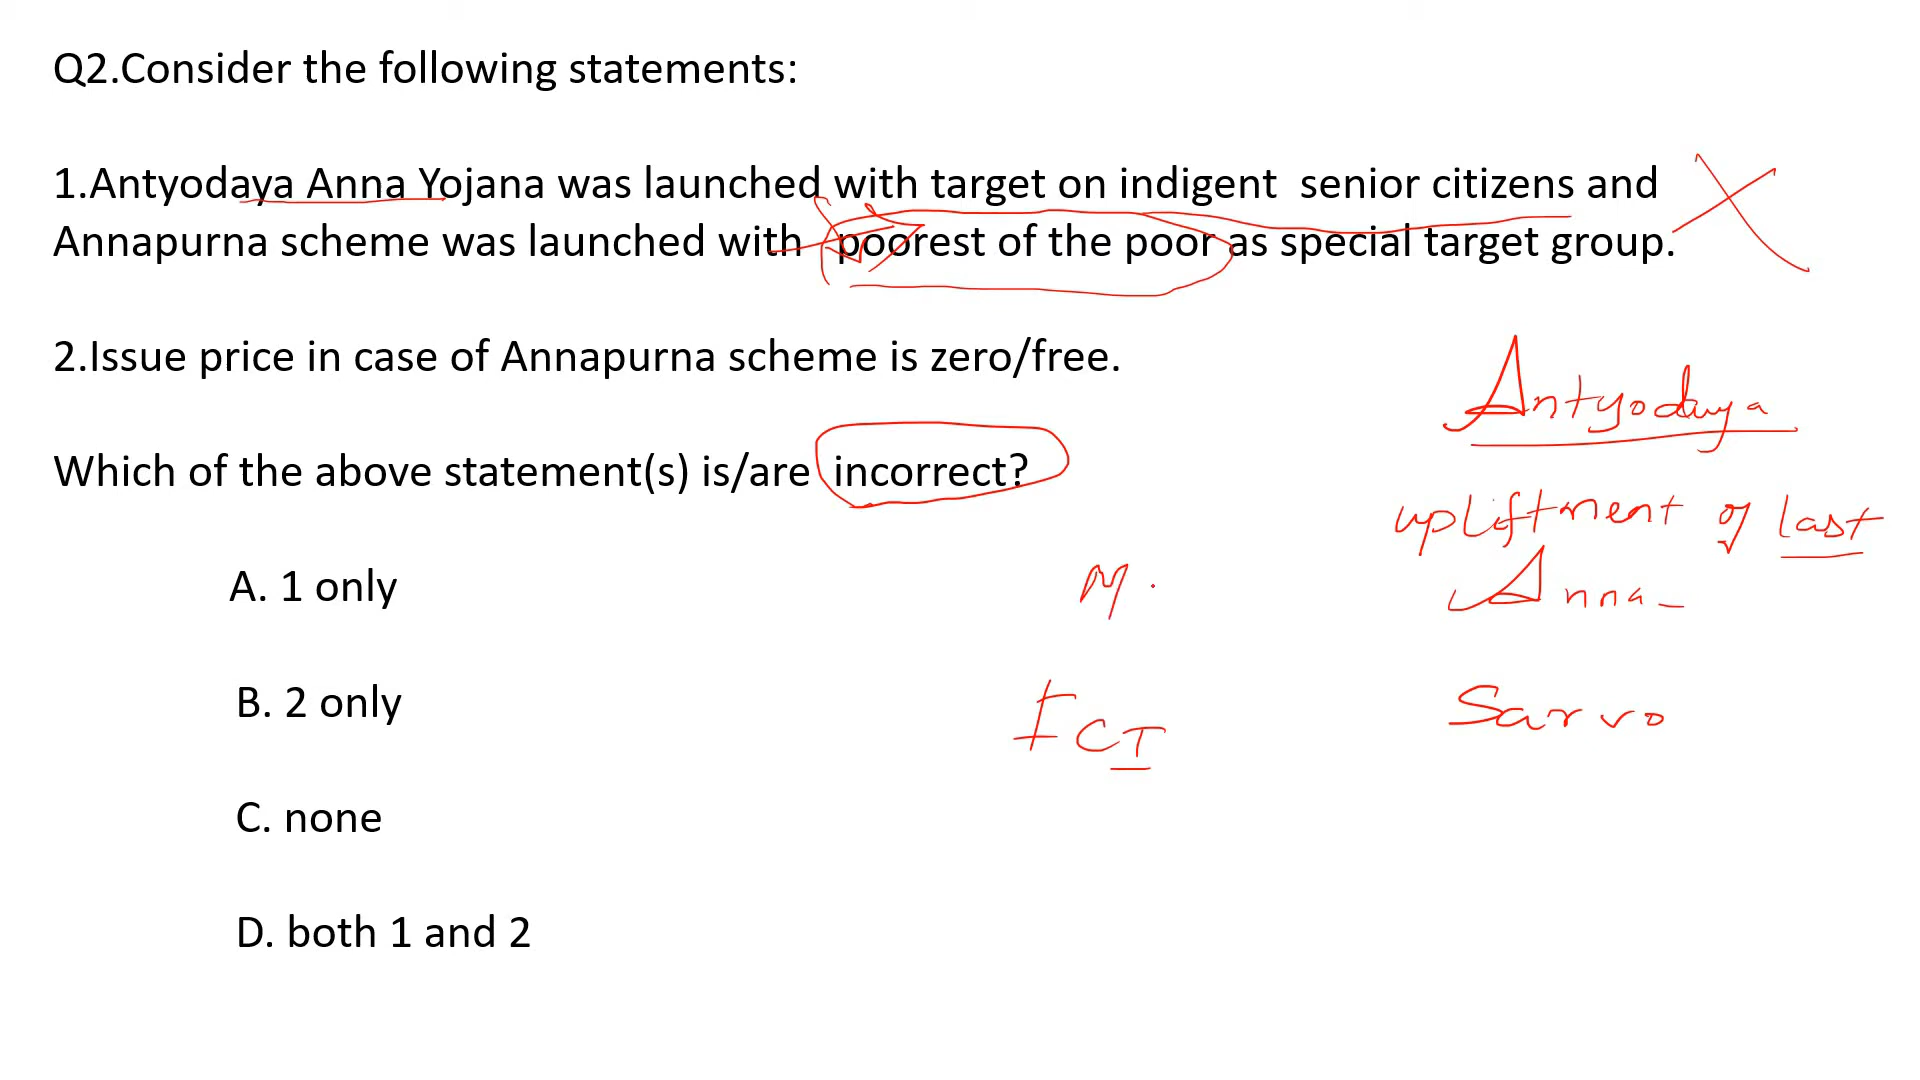 Q2.Consider the following statements:
1.Antyodaya Anna Yojana was launched with target on indigent senior citizens and
Annapurna scheme was launched with poorest of the poor as special target group.
2.Issue price in case of Annapurna scheme is zero/free.
Which of the above statement(s) is/are incorrect?
A. 1 only
B. 2 only
C. none
D. both 1 and 2
Antyodaya
upliftment of last
Anna
M.
ICT
Sarvo